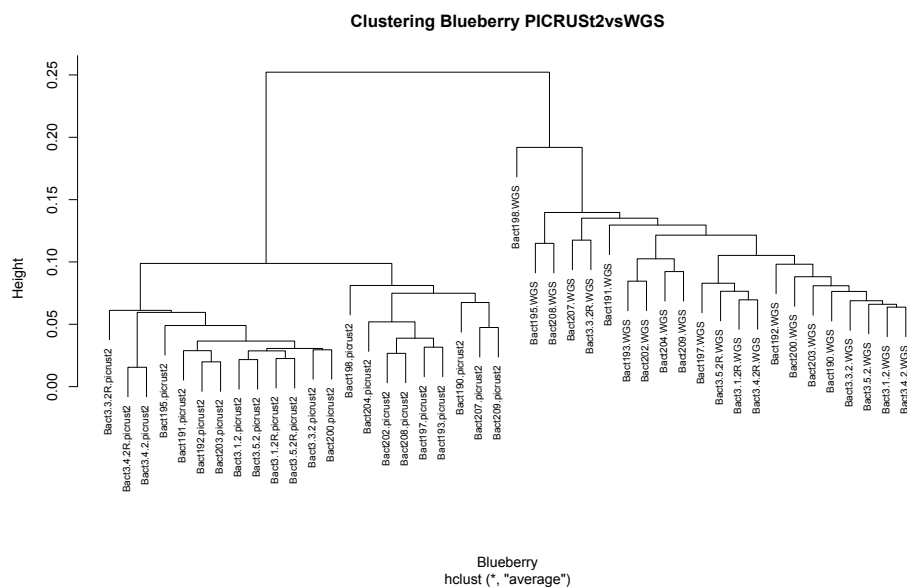 Clustering Blueberry PICRUSt2vsWGS
Height
0.25
0.20
0.15
0.10
0.05
0.00
Bact3.3.2R.picrust2
Bact3.4.2R.picrust2
Bact3.4.2.picrust2
Bact195.picrust2
Bact191.picrust2
Bact192.picrust2
Bact203.picrust2
Bact3.1.2.picrust2
Bact3.5.2.picrust2
Bact3.1.2R.picrust2
Bact3.5.2R.picrust2
Bact3.3.2.picrust2
Bact200.picrust2
Bact198.picrust2
Bact204.picrust2
Bact202.picrust2
Bact208.picrust2
Bact197.picrust2
Bact193.picrust2
Bact190.picrust2
Bact207.picrust2
Bact209.picrust2
Bact198.WGS
Bact195.WGS
Bact208.WGS
Bact207.WGS
Bact3.3.2R.WGS
Bact191.WGS
Bact193.WGS
Bact202.WGS
Bact204.WGS
Bact209.WGS
Bact197.WGS
Bact3.5.2R.WGS
Bact3.1.2R.WGS
Bact3.4.2R.WGS
Bact192.WGS
Bact200.WGS
Bact203.WGS
Bact190.WGS
Bact3.3.2.WGS
Bact3.5.2.WGS
Bact3.1.2.WGS
Bact3.4.2.WGS
Blueberry
hclust (*, "average")